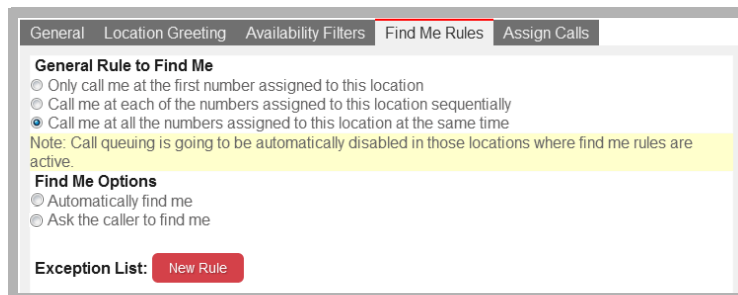 General Location Greeting Availability Filters Find Me Rules Assign Calls
General Rule to Find Me
Only call me at the first number assigned to this location
Call me at each of the numbers assigned to this location sequentially
Call me at all the numbers assigned to this location at the same time
Note: Call queuing is going to be automatically disabled in those locations where find me rules are
active.
Find Me Options
Automatically find me
Ask the caller to find me
Exception List: New Rule